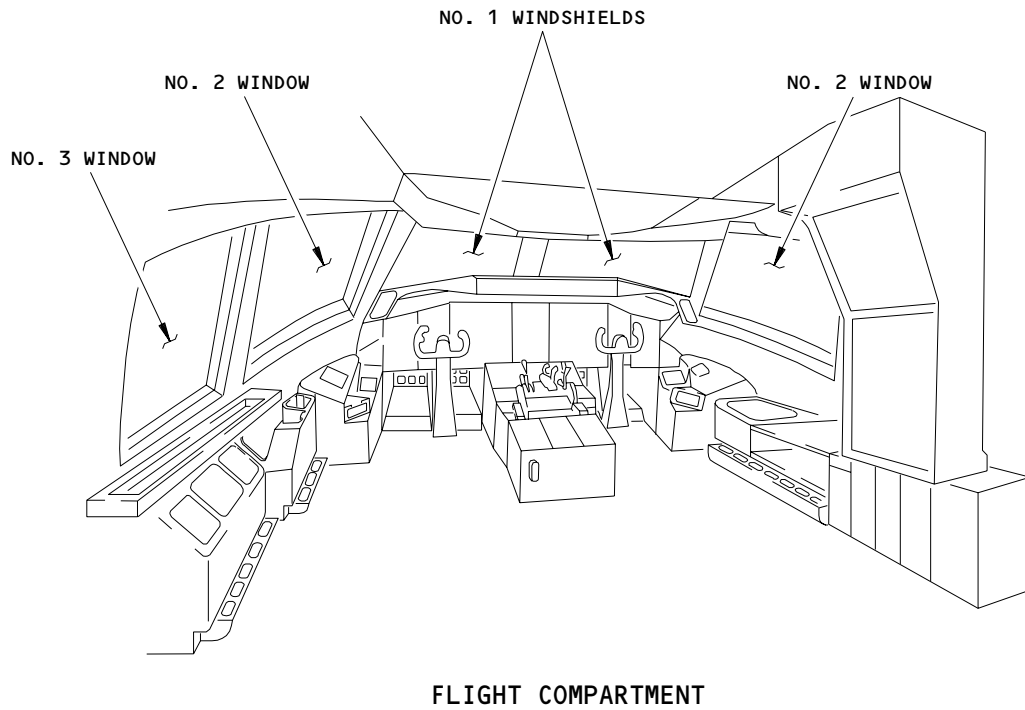 NO. 1 WINDSHIELDS
NO. 2 WINDOW
NO. 2 WINDOW
NO. 3 WINDOW
FLIGHT COMPARTMENT